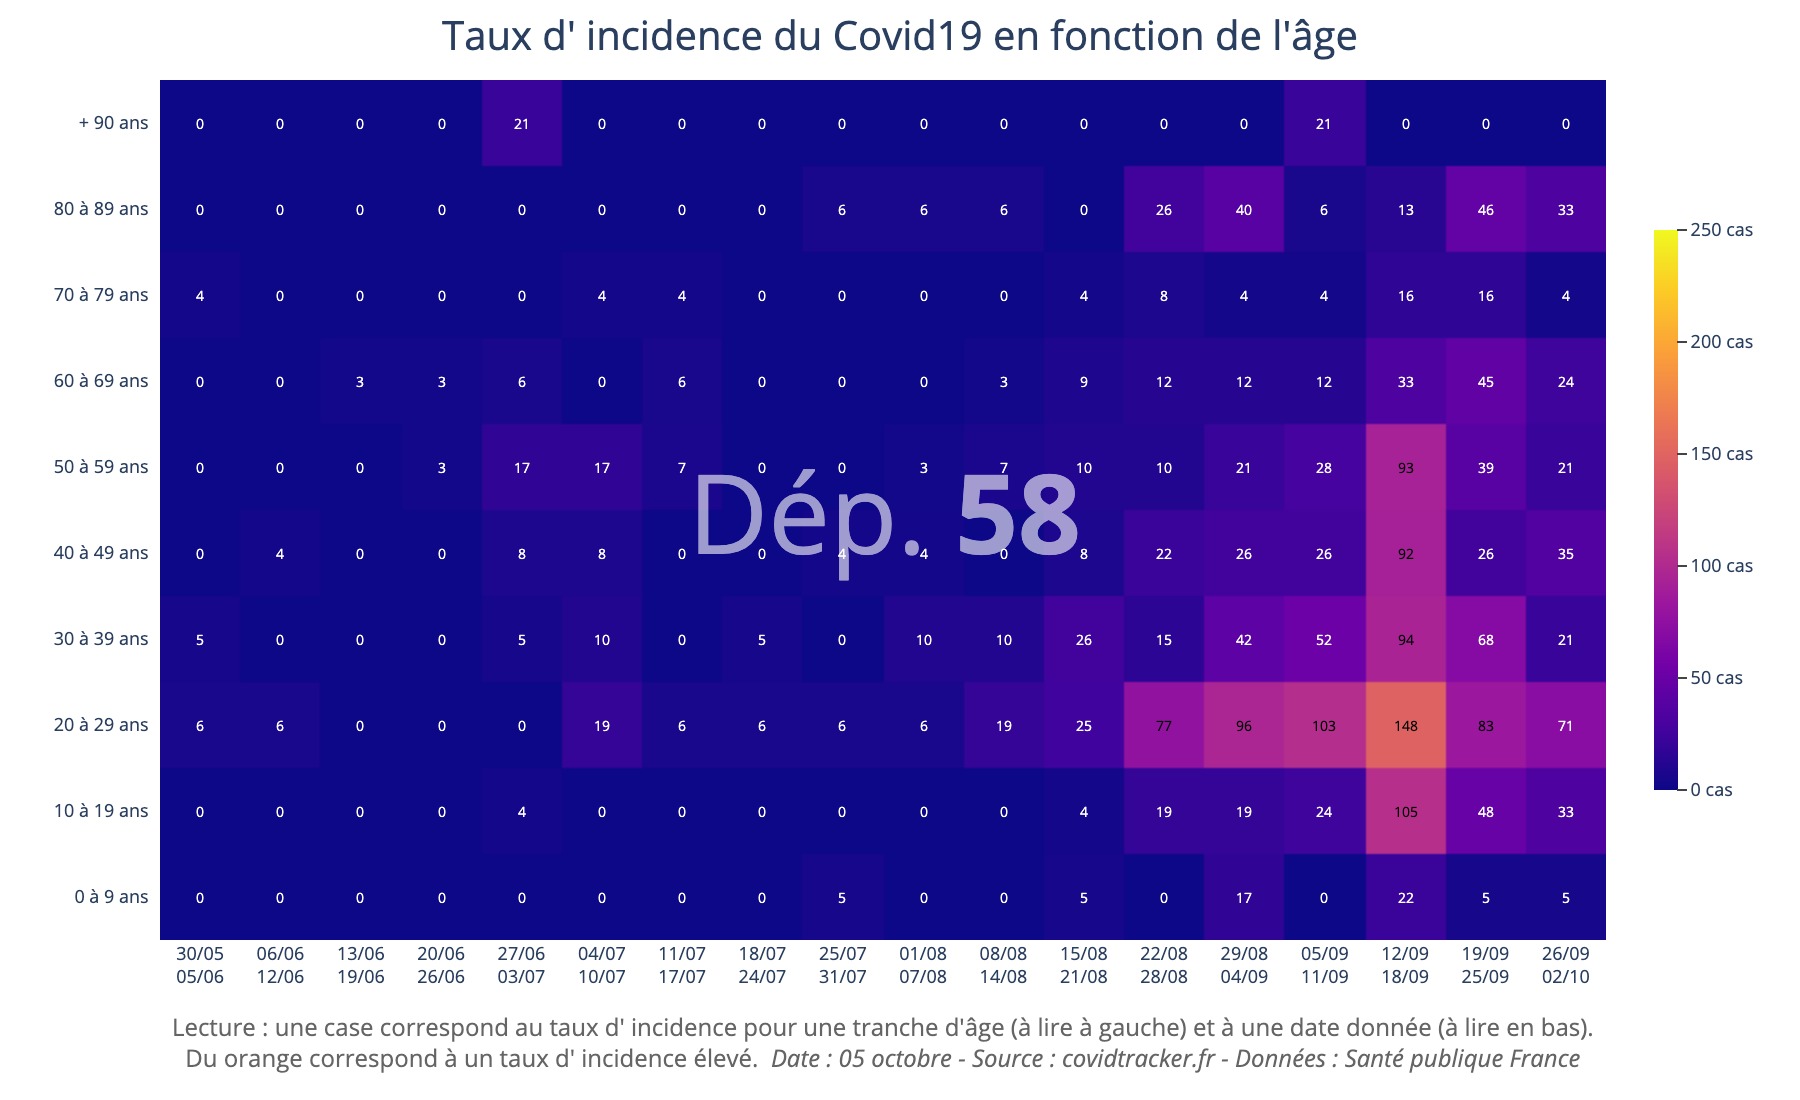 Taux d' incidence du Covid19 en fonction de l'âge
+ 90 ans 0 0 0 0 21 0 0 0 0 0 0 0 0 0 21 0 0 0
80 à 89 ans 0 0 0 0 0 0 0 0 6 6 6 0 26 40 6 13 46 33
70 à 79 ans 4 0 0 0 0 4 4 0 0 0 0 4 8 4 4 16 16 4
60 à 69 ans 0 0 3 3 6 0 6 0 0 0 3 9 12 12 12 33 45 24
50 à 59 ans 0 0 0 3 17 17 7 0 0 3 7 10 10 21 28 93 39 21
Dép. 58
40 à 49 ans 0 4 0 0 8 8 0 0 4 4 0 8 22 26 26 92 26 35
30 à 39 ans 5 0 0 0 5 10 0 5 0 10 10 26 15 42 52 94 68 21
20 à 29 ans 6 6 0 0 0 19 6 6 6 6 19 25 77 96 103 148 83 71
10 à 19 ans 0 0 0 0 4 0 0 0 0 0 0 4 19 19 24 105 48 33
0 à 9 ans 0 0 0 0 0 0 0 0 5 0 0 5 0 17 0 22 5 5
30/05 06/06 13/06 20/06 27/06 04/07 11/07 18/07 25/07 01/08 08/08 15/08 22/08 29/08 05/09 12/09 19/09 26/09
05/06 12/06 19/06 26/06 03/07 10/07 17/07 24/07 31/07 07/08 14/08 21/08 28/08 04/09 11/09 18/09 25/09 02/10
250 cas
200 cas
150 cas
100 cas
50 cas
0 cas
Lecture : une case correspond au taux d' incidence pour une tranche d'âge (à lire à gauche) et à une date donnée (à lire en bas).
Du orange correspond à un taux d' incidence élevé. Date : 05 octobre - Source : covidtracker.fr - Données : Santé publique France